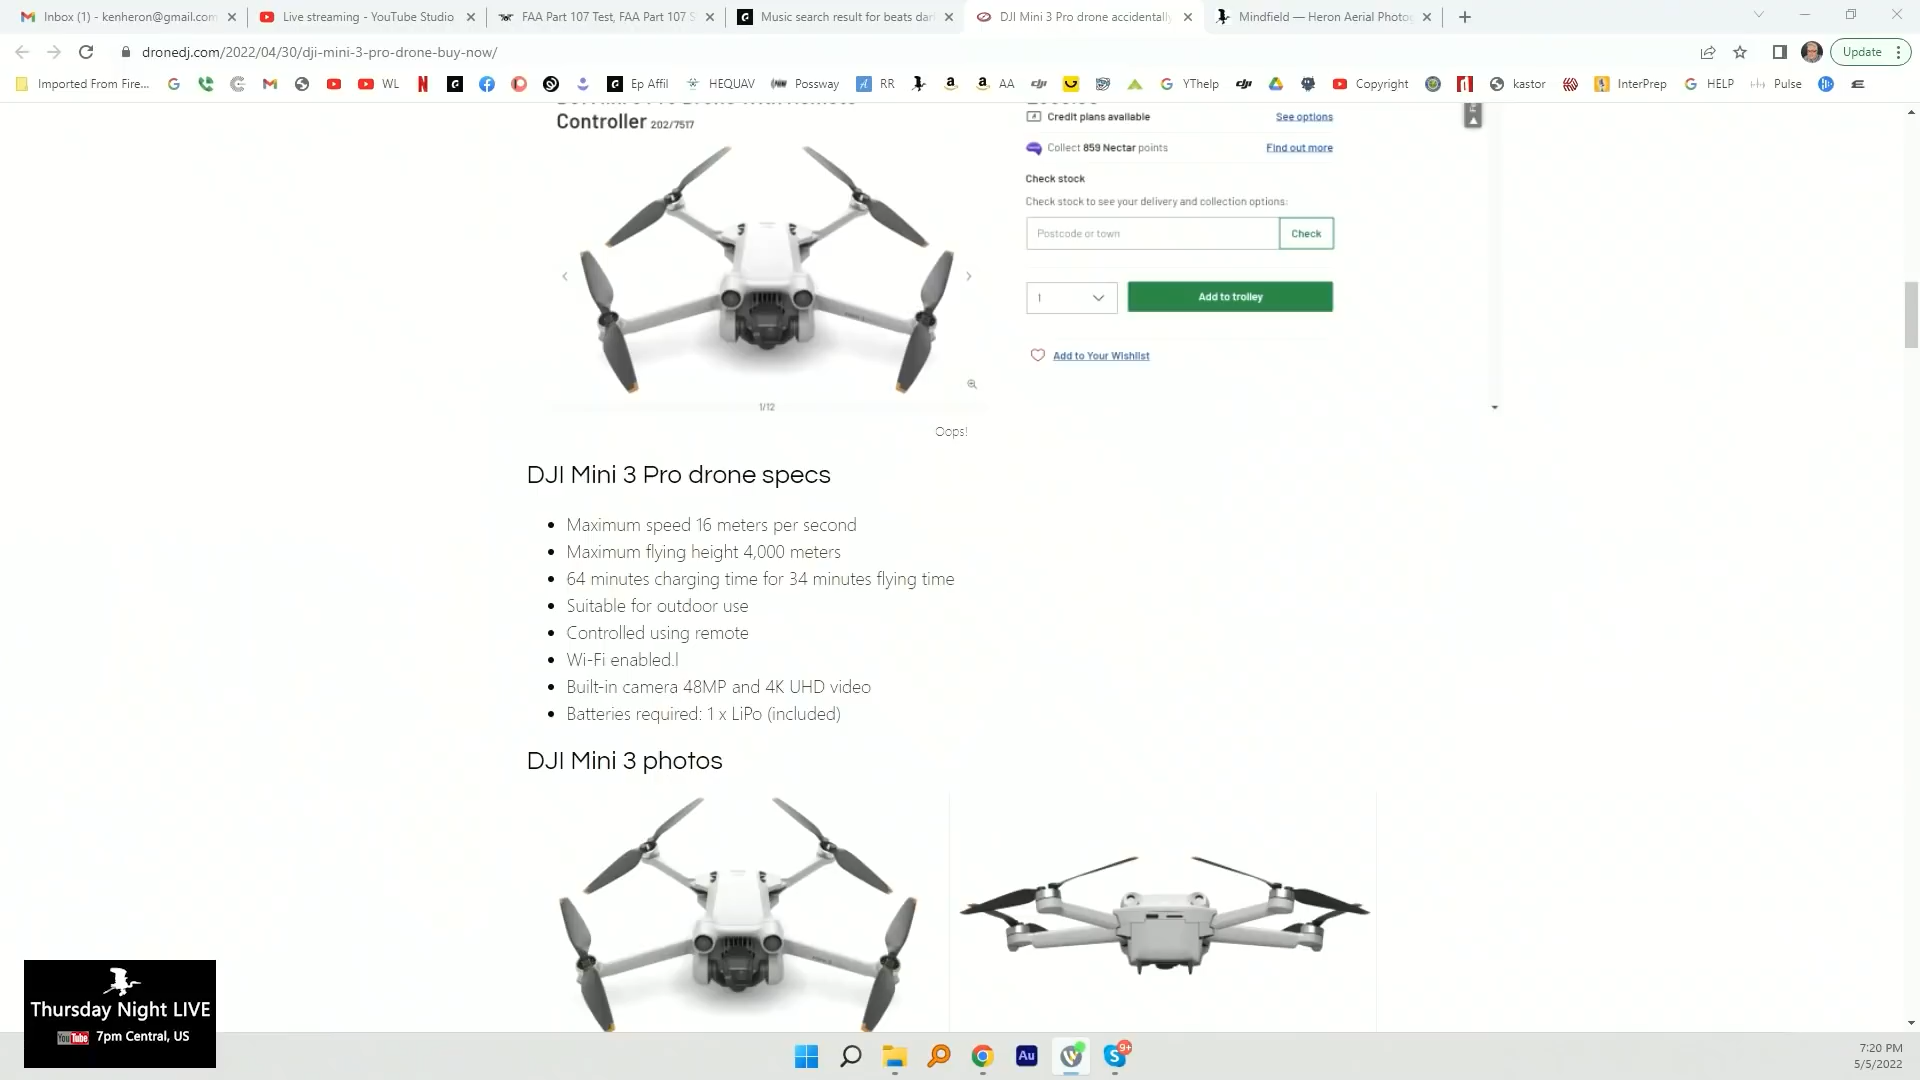 Inbox (1) - kenheron@gmail.com
Live streaming - YouTube Studio
FAA Part 107 Test, FAA Part 107 S
Music search result for beats dar
DJI Mini 3 Pro drone accidentally
Mindfield — Heron Aerial Photog
dronedj.com/2022/04/30/dji-mini-3-pro-drone-buy-now/
Update
Imported From Fire...
WL
Ep Affil
HEQUAV
Possway
RR
AA
YThelp
Copyright
kastor
InterPrep
HELP
Pulse
Controller 202/7517
Credit plans available
See options
Collect 859 Nectar points
Find out more
Check stock
Check stock to see your delivery and collection options:
Postcode or town
Check
1
Add to trolley
Add to Your Wishlist
1/12
Oops!
DJI Mini 3 Pro drone specs
Maximum speed 16 meters per second
Maximum flying height 4,000 meters
64 minutes charging time for 34 minutes flying time
Suitable for outdoor use
Controlled using remote
Wi-Fi enabled.l
Built-in camera 48MP and 4K UHD video
Batteries required: 1 x LiPo (included)
DJI Mini 3 photos
Thursday Night LIVE
YouTube 7pm Central, US
Au
9+
7:20 PM
5/5/2022